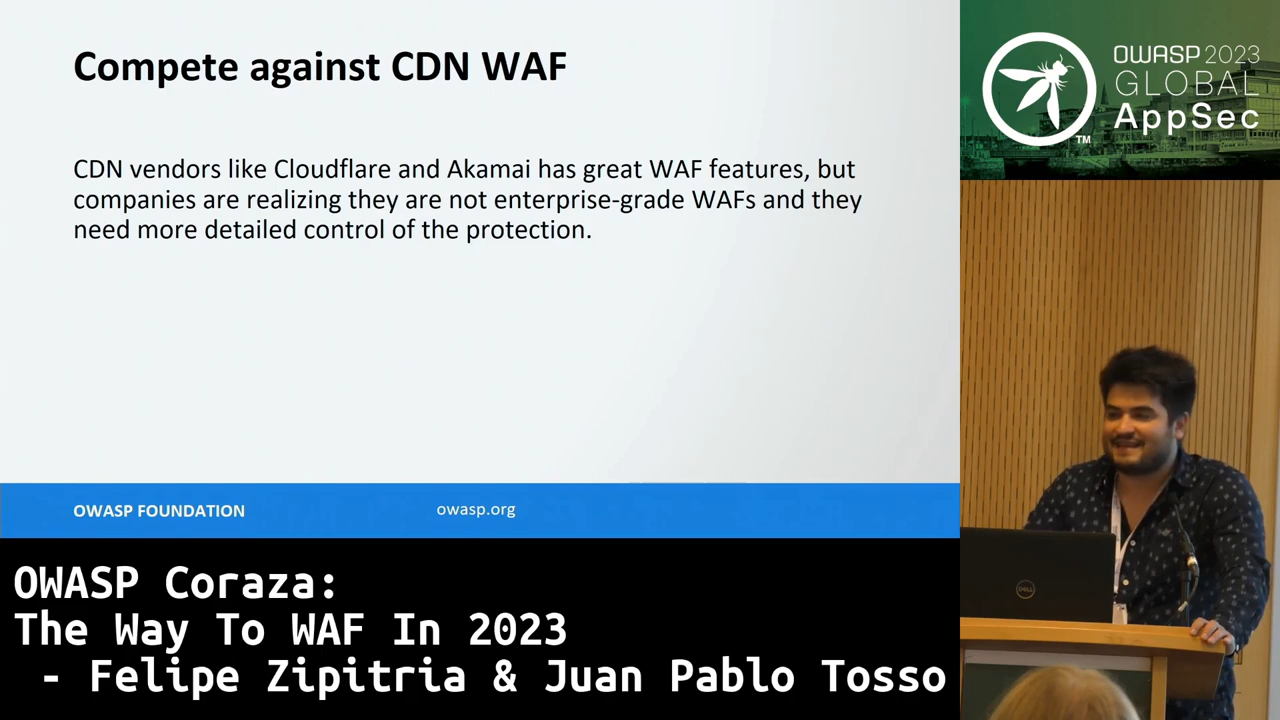 Compete against CDN WAF
CDN vendors like Cloudflare and Akamai has great WAF features, but
companies are realizing they are not enterprise-grade WAFs and they
need more detailed control of the protection.
OWASP FOUNDATION
owasp.org
OWASP Coraza:
The Way To WAF In 2023
- Felipe Zipitria & Juan Pablo Tosso
OWASP 2023
GLOBAL
AppSec
TM
DELL